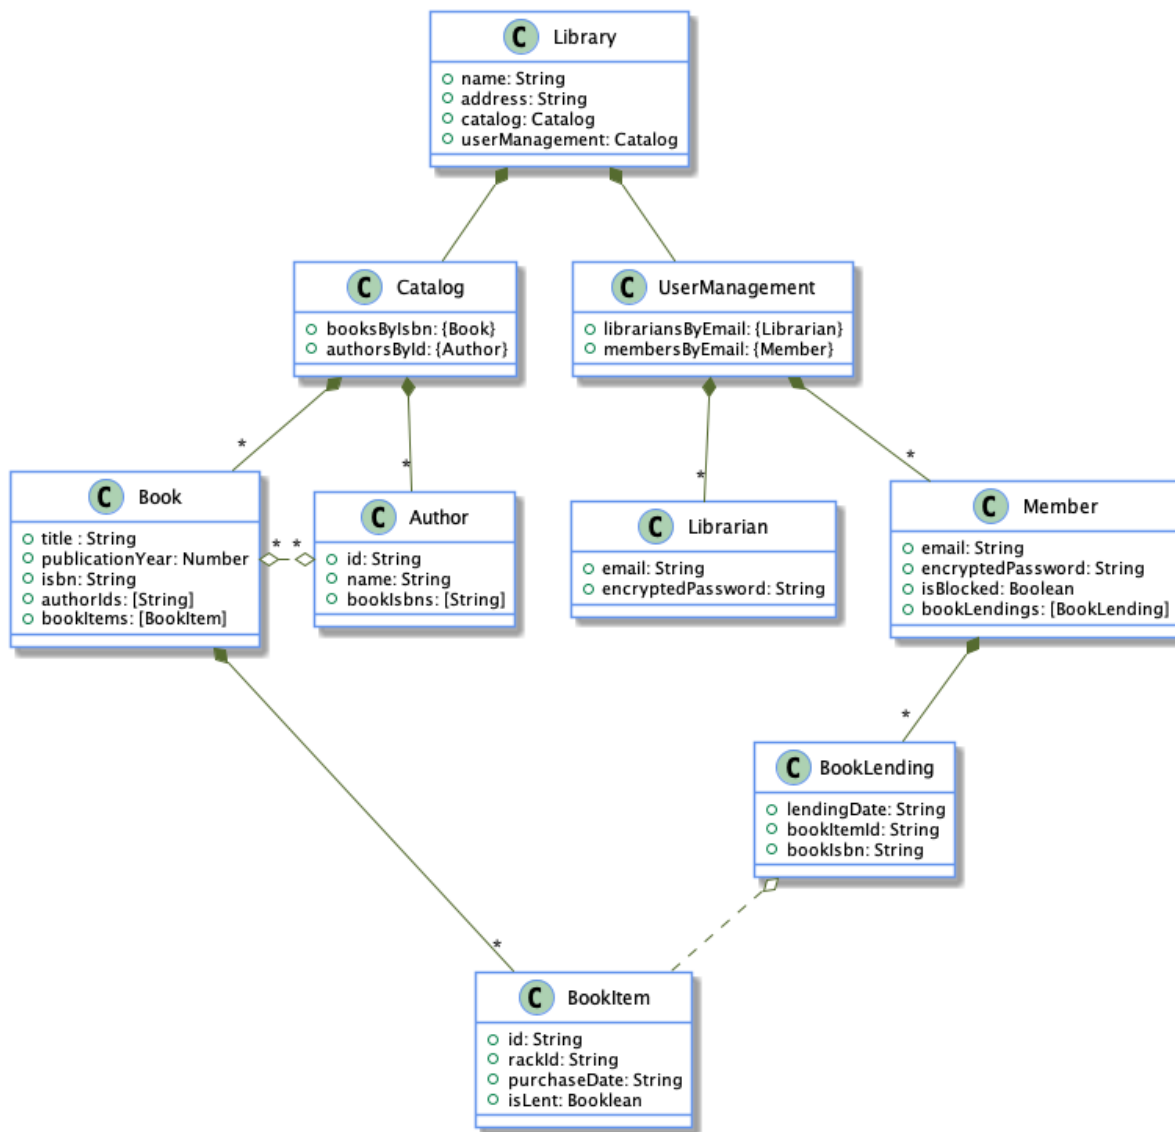 C Library
name: String
address: String
catalog: Catalog
userManagement: Catalog
C Catalog
booksByIsbn: {Book}
authorsById: {Author}
C UserManagement
librariansByEmail: {Librarian}
membersByEmail: {Member}
*
*
*
*
C Book
title : String
publicationYear: Number
isbn: String
authorIds: [String]
bookItems: [BookItem]
* *
C Author
id: String
name: String
bookIsbns: [String]
C Librarian
email: String
encryptedPassword: String
C Member
email: String
encryptedPassword: String
isBlocked: Boolean
bookLendings: [BookLending]
*
C BookLending
lendingDate: String
bookItemId: String
bookIsbn: String
*
C BookItem
id: String
rackId: String
purchaseDate: String
isLent: Booklean